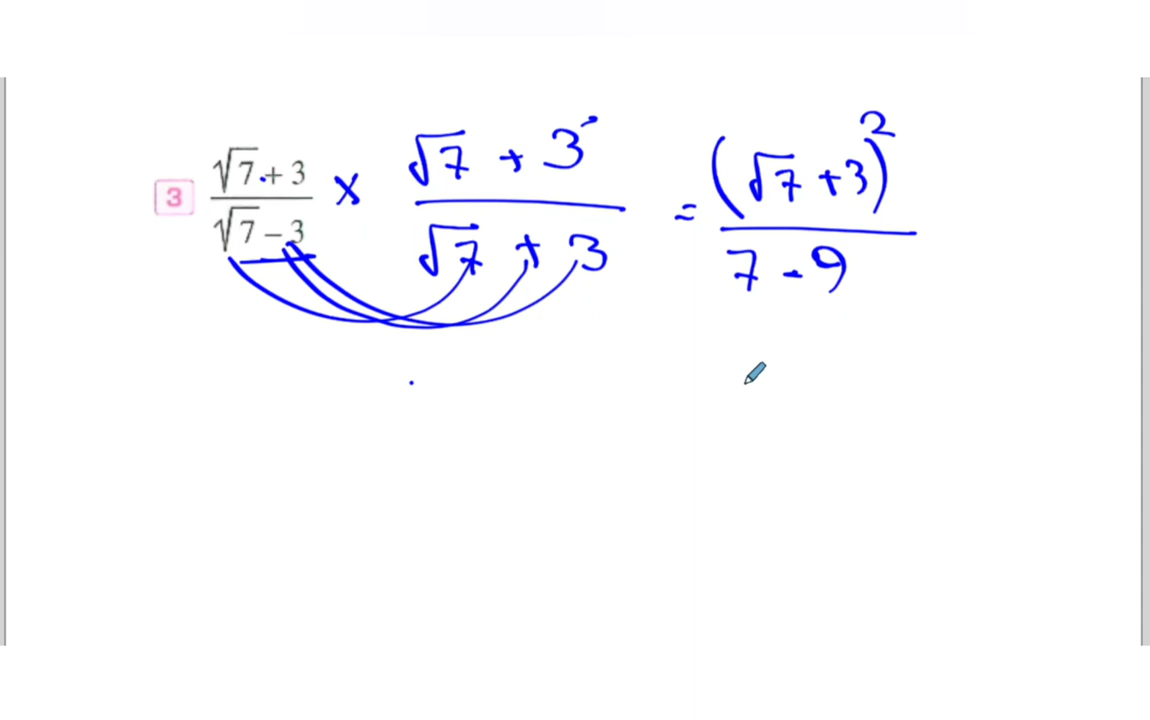 3 (√7 + 3)/(√7 − 3) × (√7 + 3)/(√7 + 3) = (√7 + 3)²/(7 - 9)